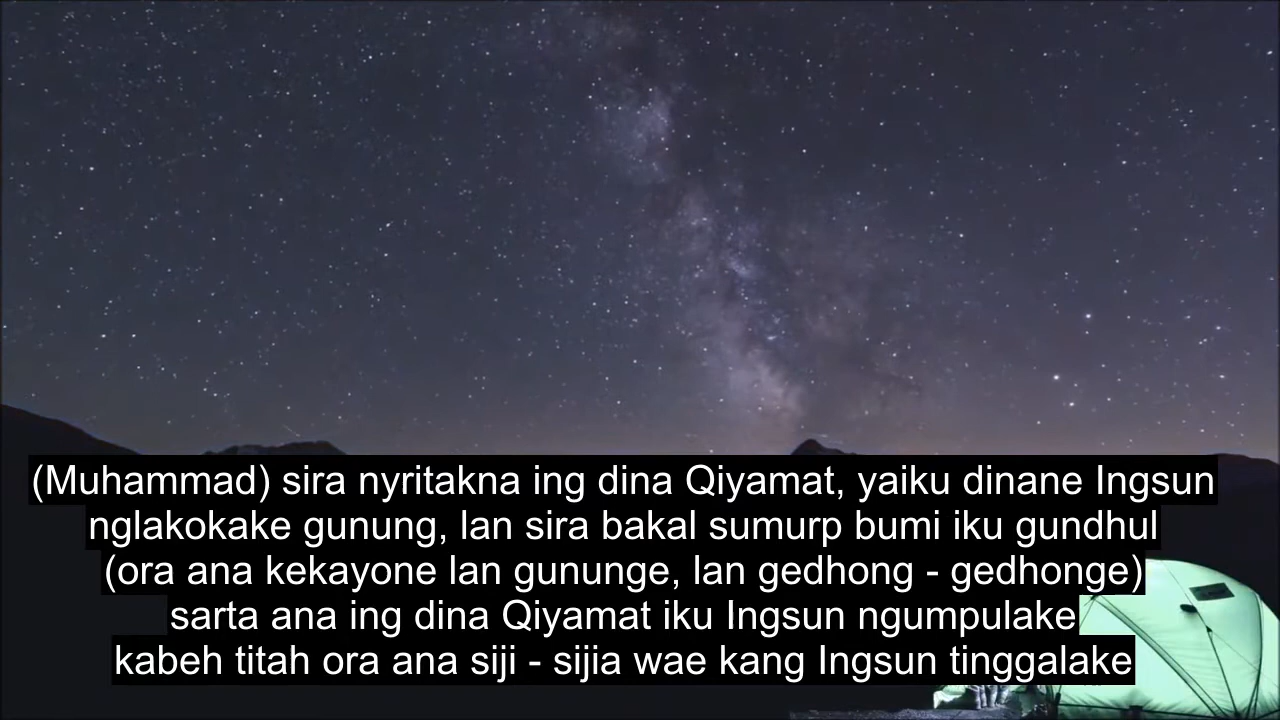 (Muhammad) sira nyritakna ing dina Qiyamat, yaiku dinane Ingsun
nglakokake gunung, lan sira bakal sumurp bumi iku gundhul
(ora ana kekayone lan gununge, lan gedhong - gedhonge)
sarta ana ing dina Qiyamat iku Ingsun ngumpulake
kabeh titah ora ana siji - sijia wae kang Ingsun tinggalake